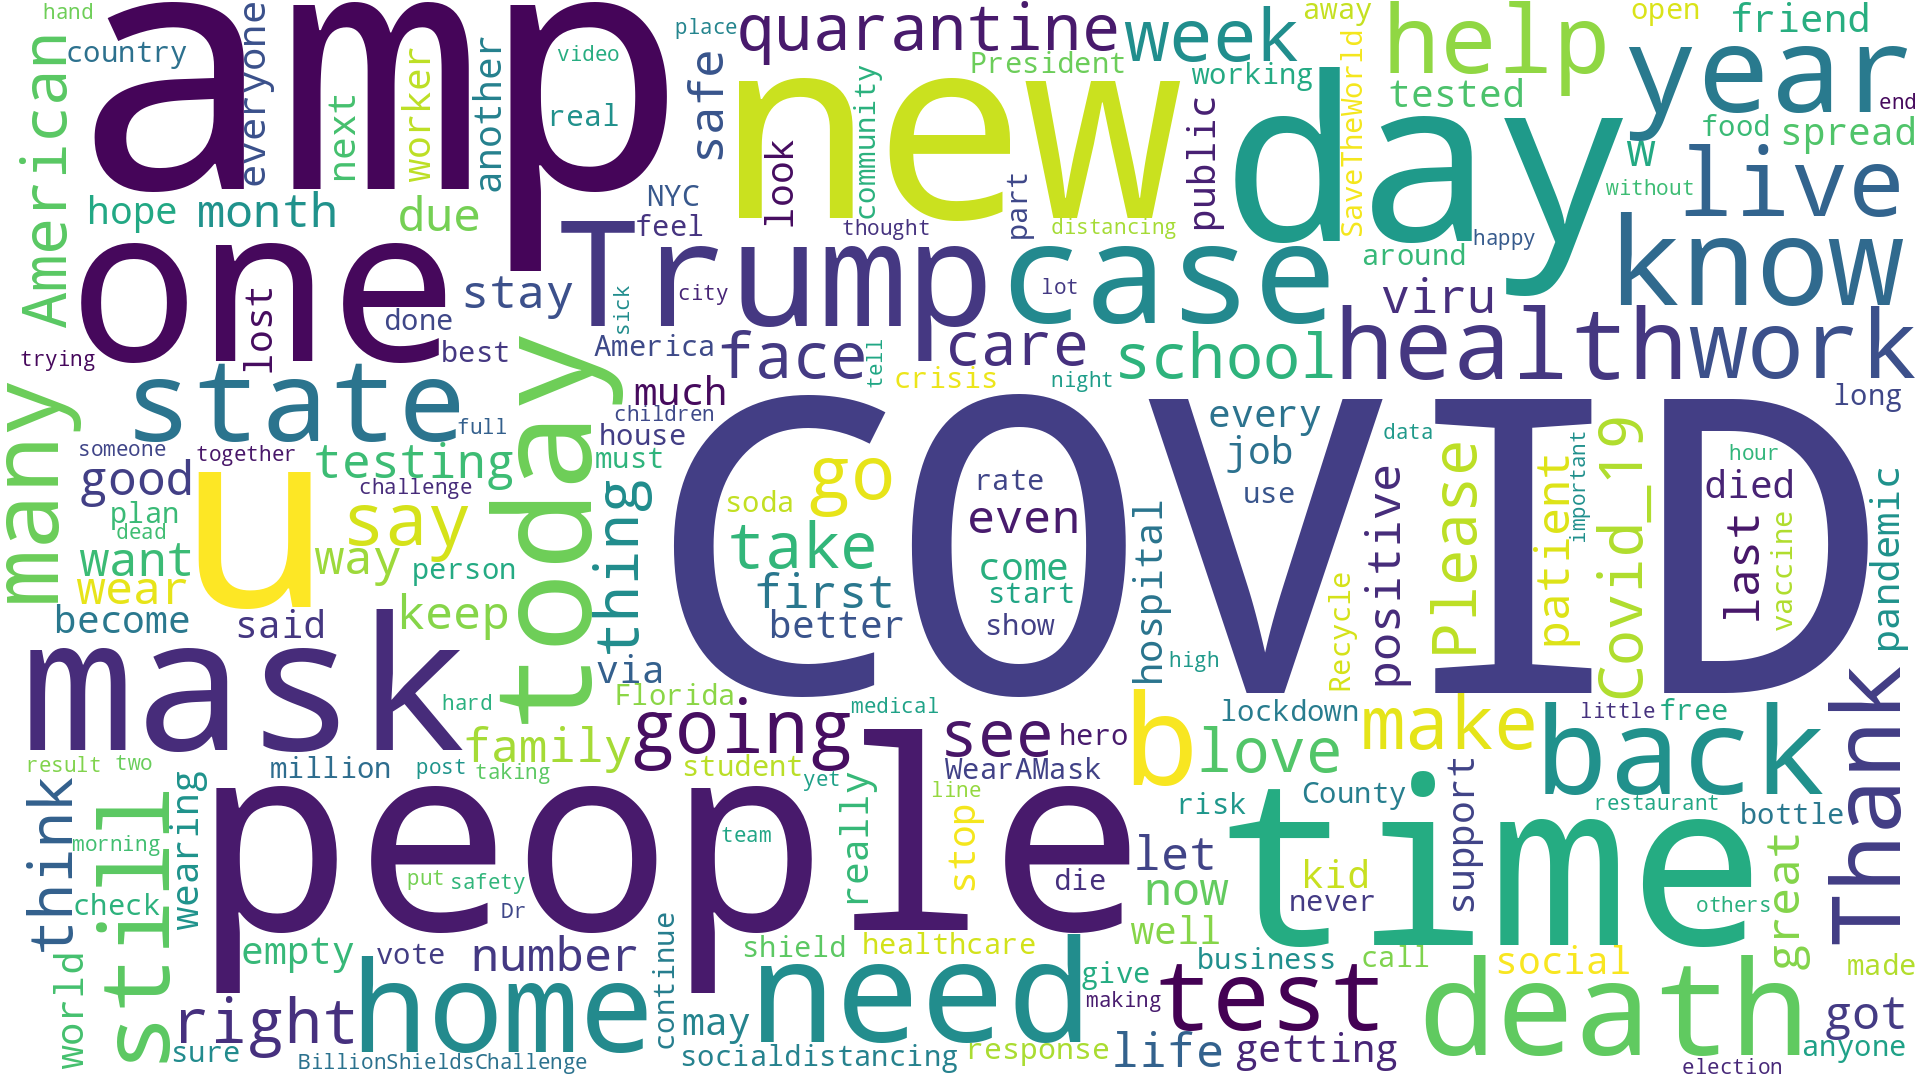 hand
country
American
everyone
next
worker
another
amp
video
real
place
safe
quarantine
new
President
community
look
week
working
public
day
away
SaveTheWorld
help
tested
open
friend
year
end
food
spread
w
without
live
hope
month
due
NYC
feel
thought
part
distancing
around
happy
know
one
lost
done
stay
best
sick
Trump
city
America
case
lot
viru
health
work
trying
state
today
much
face
care
tell
crisis
night
school
long
many
someone
good
together
full
testing
children
house
must
COVID
every
job
use
data
challenge
plan
dead
want
wear
become
u
say
way
person
keep
said
thing
via
soda
go
take
first
better
rate
even
come
start
show
hospital
high
Recycle
positive
Please
patient
important
Covid_19
hour
died
last
vaccine
pandemic
mask
hard
Florida
going
medical
see
hero
WearAMask
b
lockdown
love
make
little
free
back
Thank
result
two
million
post
family
taking
student
yet
think
morning
still
check
wearing
people
put
safety
Dr
team
really
line
stop
die
let
now
well
risk
County
time
kid
never
support
restaurant
bottle
others
great
world
empty
vote
number
continue
shield
healthcare
need
give
making
business
call
social
made
right
sure
home
BillionShieldsChallenge
may
socialdistancing
response
life
test
getting
death
got
anyone
election